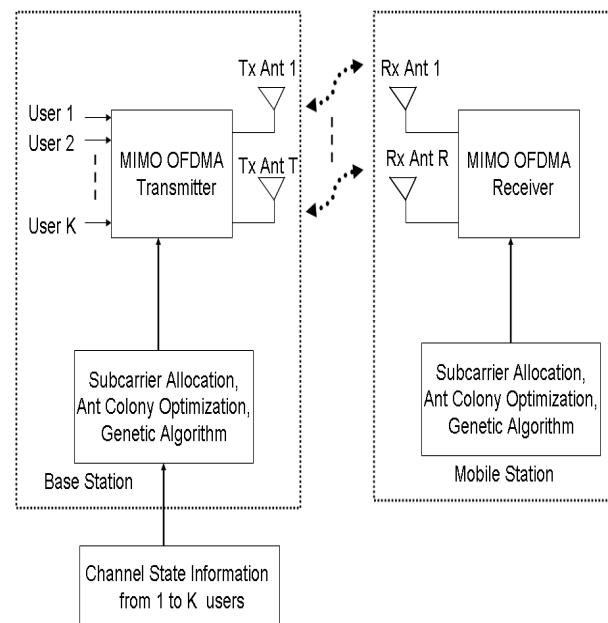 Tx Ant 1
Rx Ant 1
User 1
User 2
MIMO OFDMA
Transmitter
Tx Ant T
Rx Ant R
MIMO OFDMA
Receiver
User K
Subcarrier Allocation,
Ant Colony Optimization,
Genetic Algorithm
Base Station
Subcarrier Allocation,
Ant Colony Optimization,
Genetic Algorithm
Mobile Station
Channel State Information
from 1 to K users